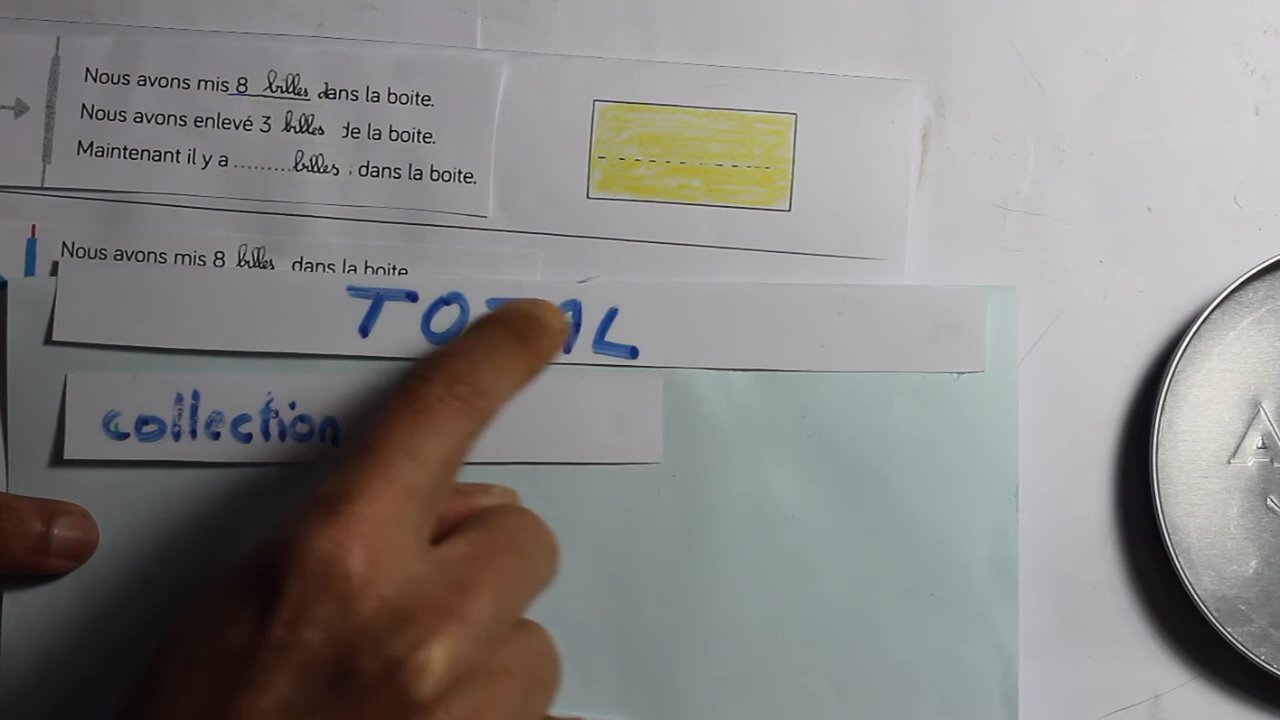 Nous avons mis 8 billes dans la boite.
Nous avons enlevé 3 billes de la boite.
Maintenant il y a ......... billes dans la boite.
Nous avons mis 8 billes dans la boite
TOTAL
collection